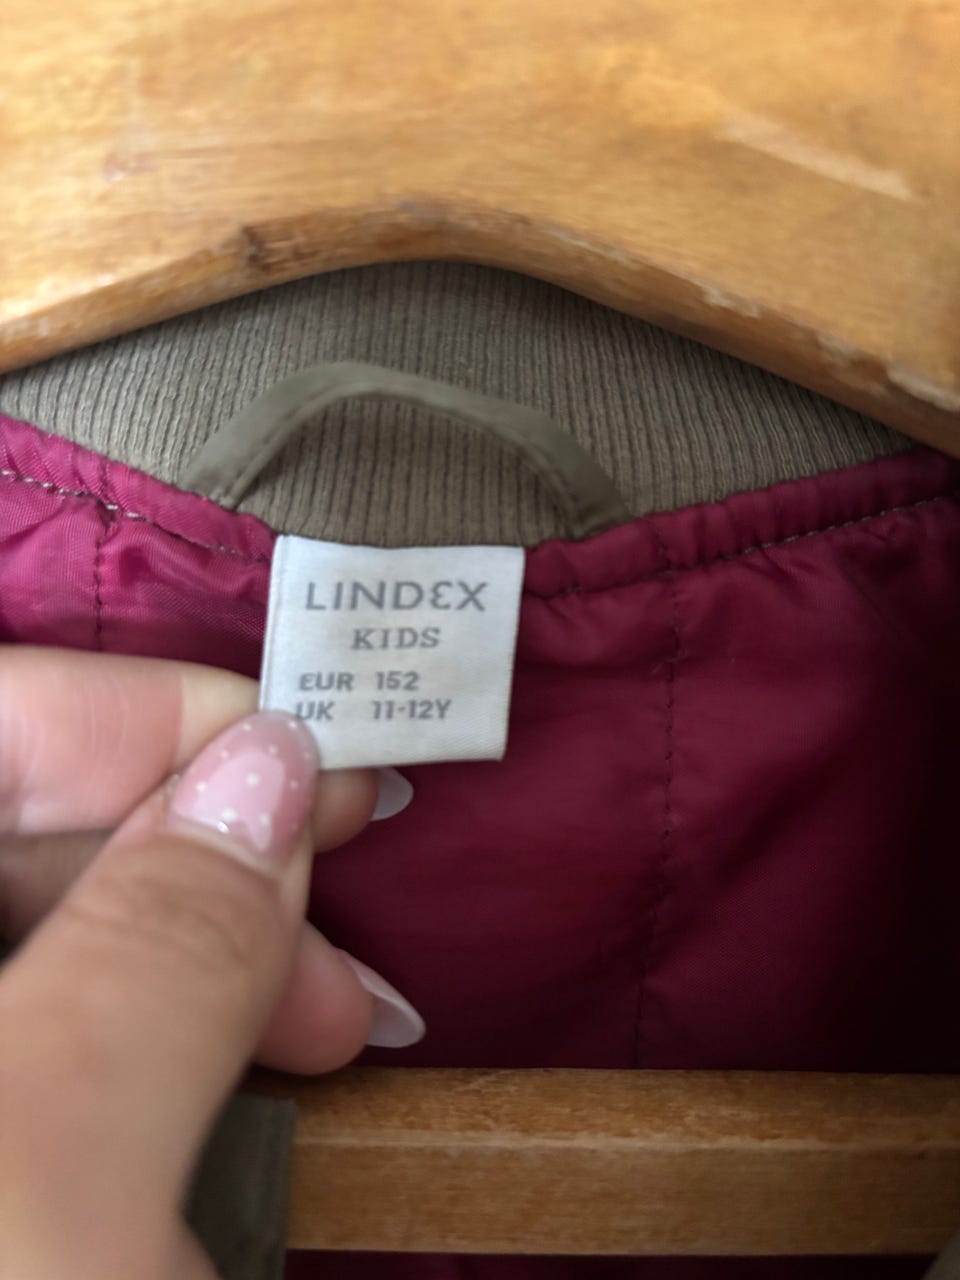 LINDEX
KIDS
EUR 152
UK 11-12Y